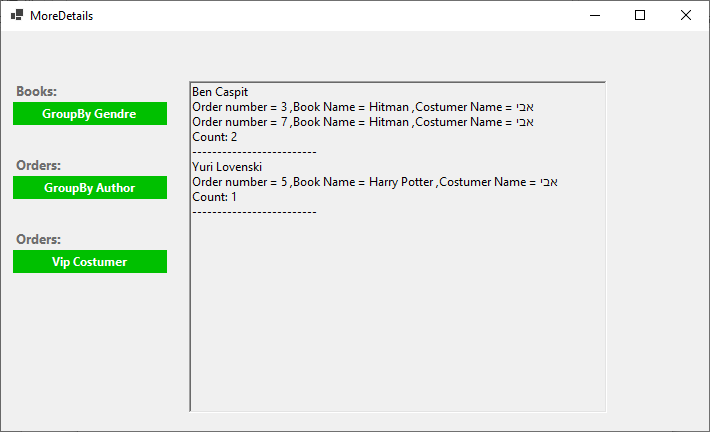 MoreDetails
Books:
GroupBy Gendre
Orders:
GroupBy Author
Orders:
Vip Costumer
Ben Caspit
Order number = 3 ,Book Name = Hitman ,Costumer Name = אבי
Order number = 7 ,Book Name = Hitman ,Costumer Name = אבי
Count: 2
-------------------------
Yuri Lovenski
Order number = 5 ,Book Name = Harry Potter ,Costumer Name = אבי
Count: 1
-------------------------